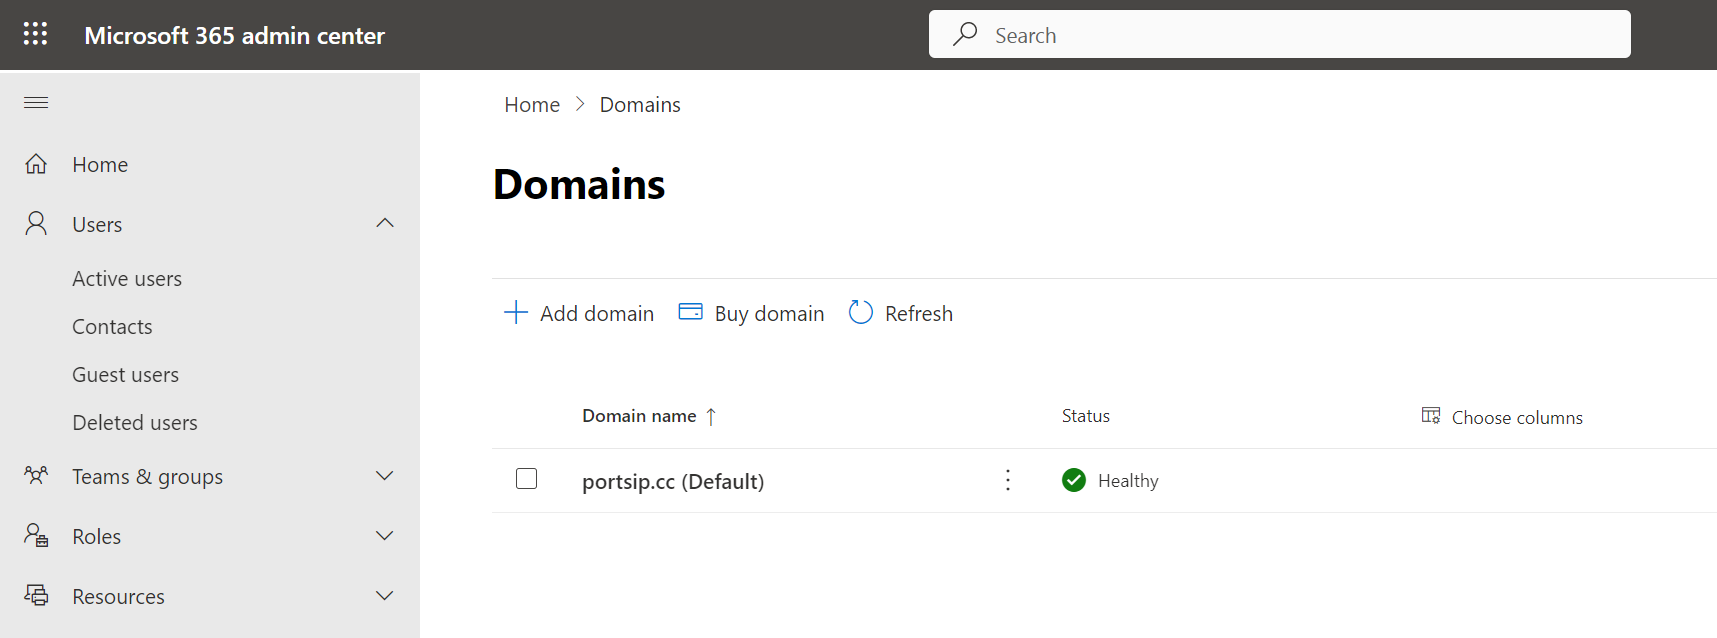 Microsoft 365 admin center
Search
Home
Users
Active users
Contacts
Guest users
Deleted users
Teams & groups
Roles
Resources
Home > Domains
Domains
Add domain Buy domain Refresh
Domain name ↑ Status Choose columns
portsip.cc (Default) Healthy